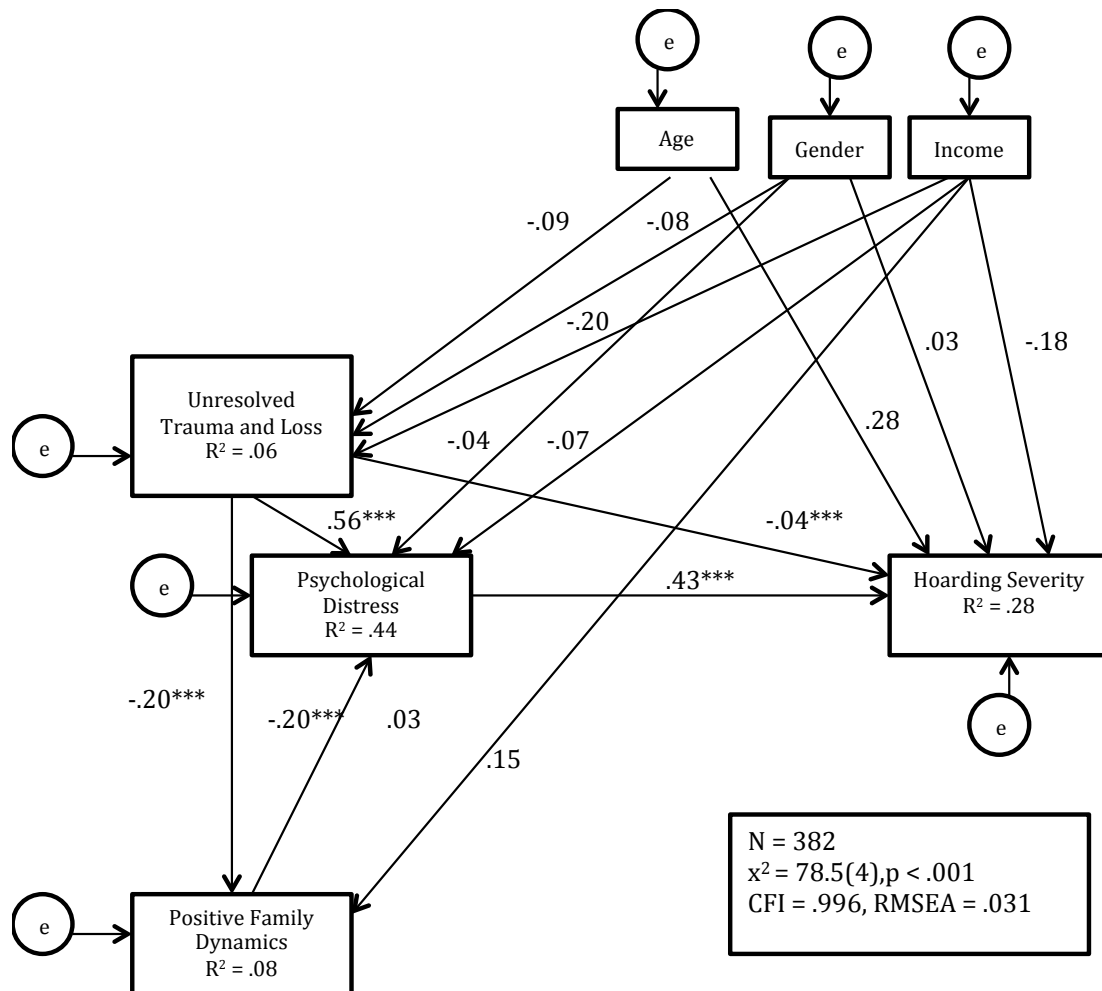 e
e
e
Age
Gender
Income
-.09
-.08
-.20
.03
-.18
Unresolved
Trauma and Loss
R² = .06
e
.28
-.04
-.07
.56***
-.04***
e
Psychological
Distress
R² = .44
.43***
Hoarding Severity
R² = .28
-.20***
-.20***
.03
.15
e
N = 382
x² = 78.5(4),p < .001
CFI = .996, RMSEA = .031
e
Positive Family
Dynamics
R² = .08